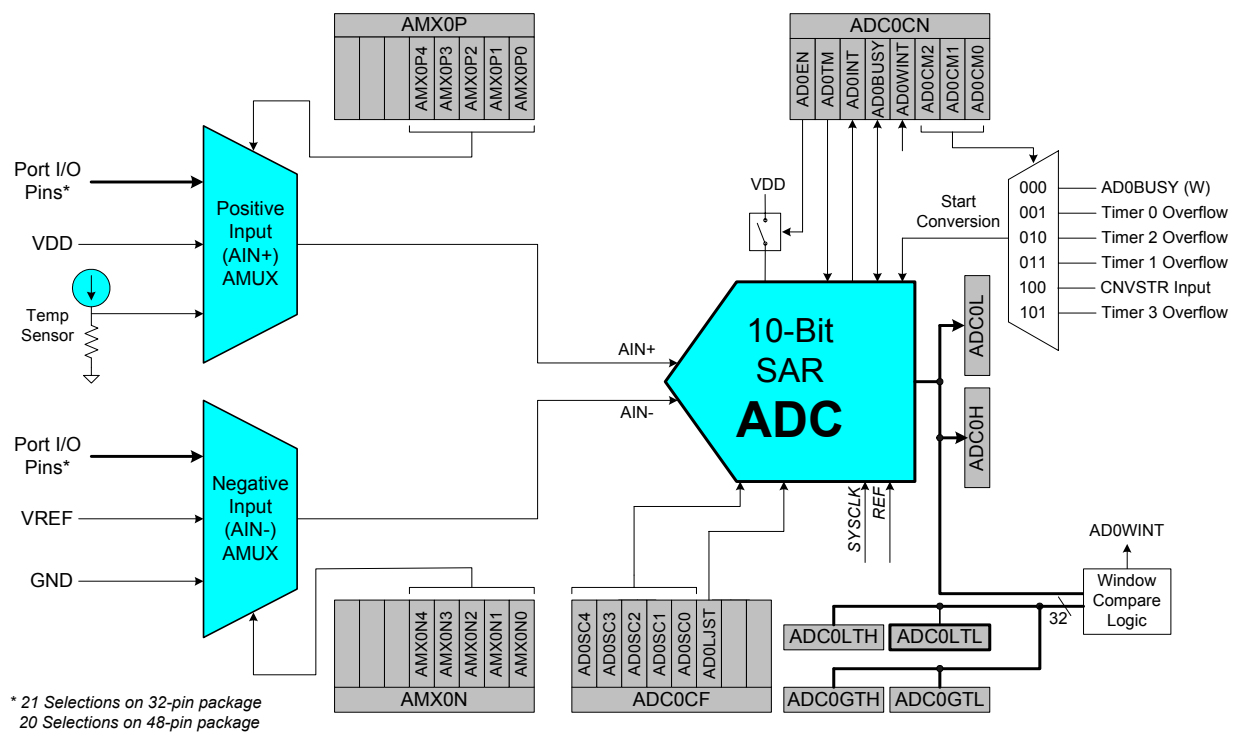 AMX0P
AMX0P4
AMX0P3
AMX0P2
AMX0P1
AMX0P0
ADC0CN
AD0EN
AD0TM
AD0INT
AD0BUSY
AD0WINT
AD0CM2
AD0CM1
AD0CM0
Port I/O
Pins*
VDD
Temp
Sensor
Positive
Input
(AIN+)
AMUX
VDD
Start
Conversion
000 AD0BUSY (W)
001 Timer 0 Overflow
010 Timer 2 Overflow
011 Timer 1 Overflow
100 CNVSTR Input
101 Timer 3 Overflow
AIN+
AIN-
10-Bit
SAR
ADC
ADC0L
ADC0H
Port I/O
Pins*
VREF
GND
Negative
Input
(AIN-)
AMUX
SYSCLK
REF
AD0WINT
Window
Compare
Logic
32
AMX0N4
AMX0N3
AMX0N2
AMX0N1
AMX0N0
AMX0N
AD0SC4
AD0SC3
AD0SC2
AD0SC1
AD0SC0
AD0LJST
ADC0CF
ADC0LTH
ADC0LTL
ADC0GTH
ADC0GTL
* 21 Selections on 32-pin package
20 Selections on 48-pin package